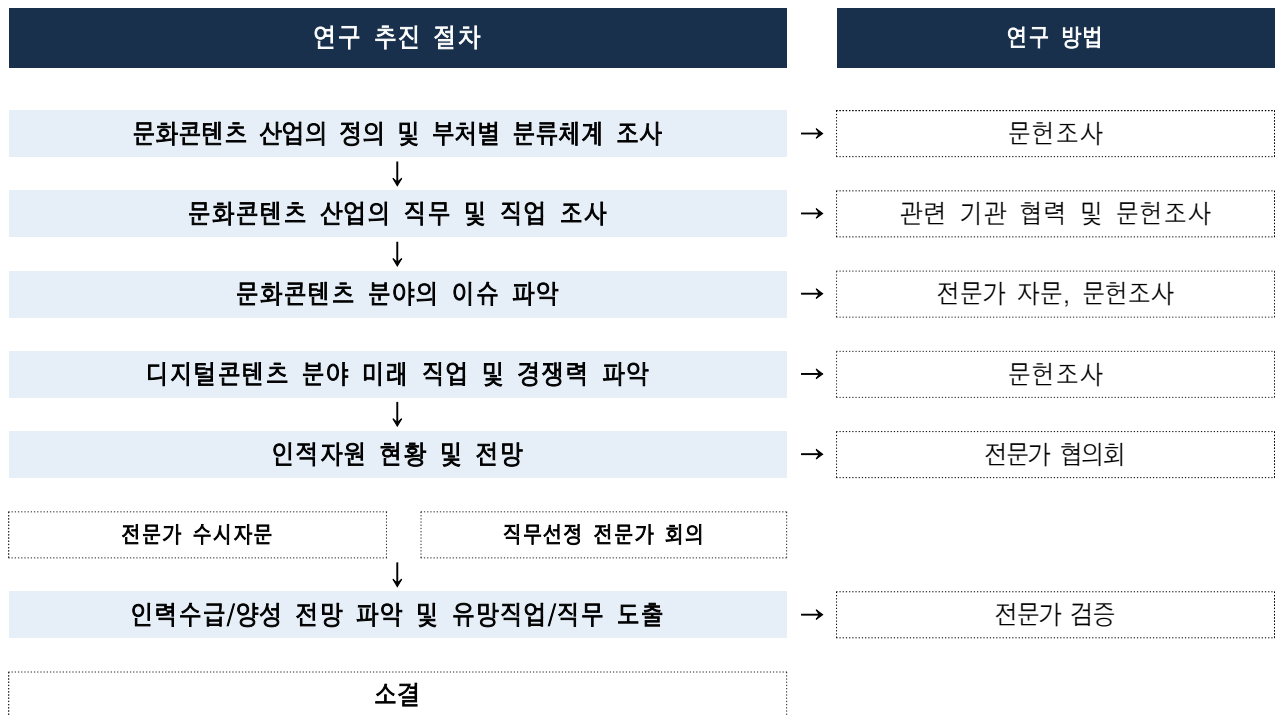 연구 추진 절차
연구 방법
문화콘텐츠 산업의 정의 및 부처별 분류체계 조사
→
문헌조사
↓
문화콘텐츠 산업의 직무 및 직업 조사
→
관련 기관 협력 및 문헌조사
↓
문화콘텐츠 분야의 이슈 파악
→
전문가 자문, 문헌조사
디지털콘텐츠 분야 미래 직업 및 경쟁력 파악
→
문헌조사
↓
인적자원 현황 및 전망
→
전문가 협의회
전문가 수시자문
직무선정 전문가 회의
↓
인력수급/양성 전망 파악 및 유망직업/직무 도출
→
전문가 검증
소결